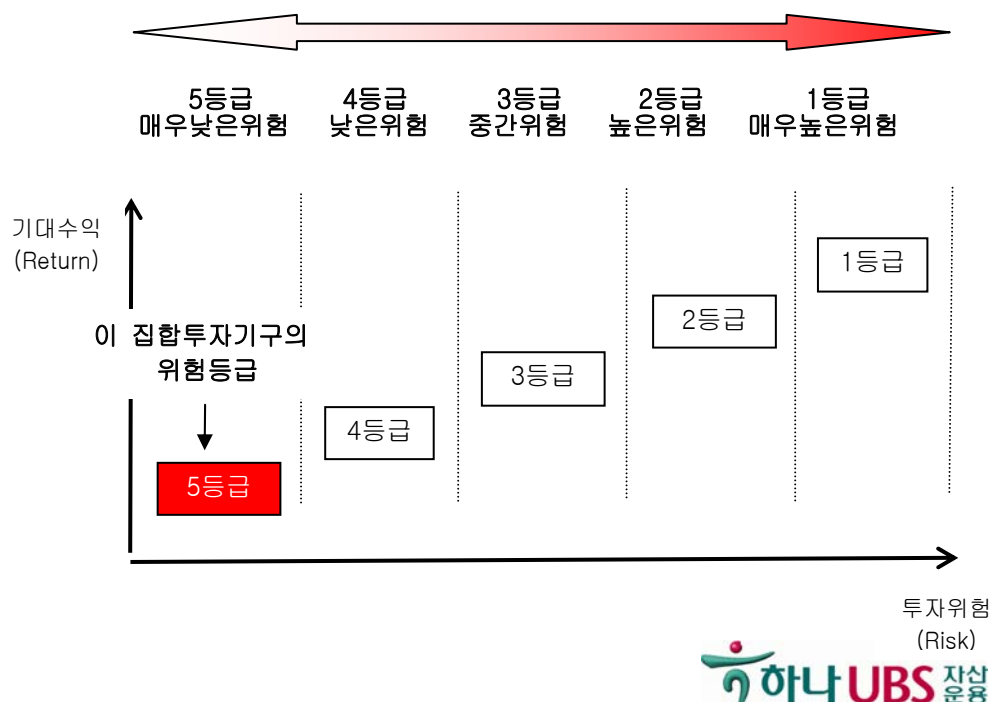 5등급
매우낮은위험
4등급
낮은위험
3등급
중간위험
2등급
높은위험
1등급
매우높은위험
기대수익
(Return)
이 집합투자기구의
위험등급
5등급
4등급
3등급
2등급
1등급
투자위험
(Risk)
하나 UBS 자산
운용